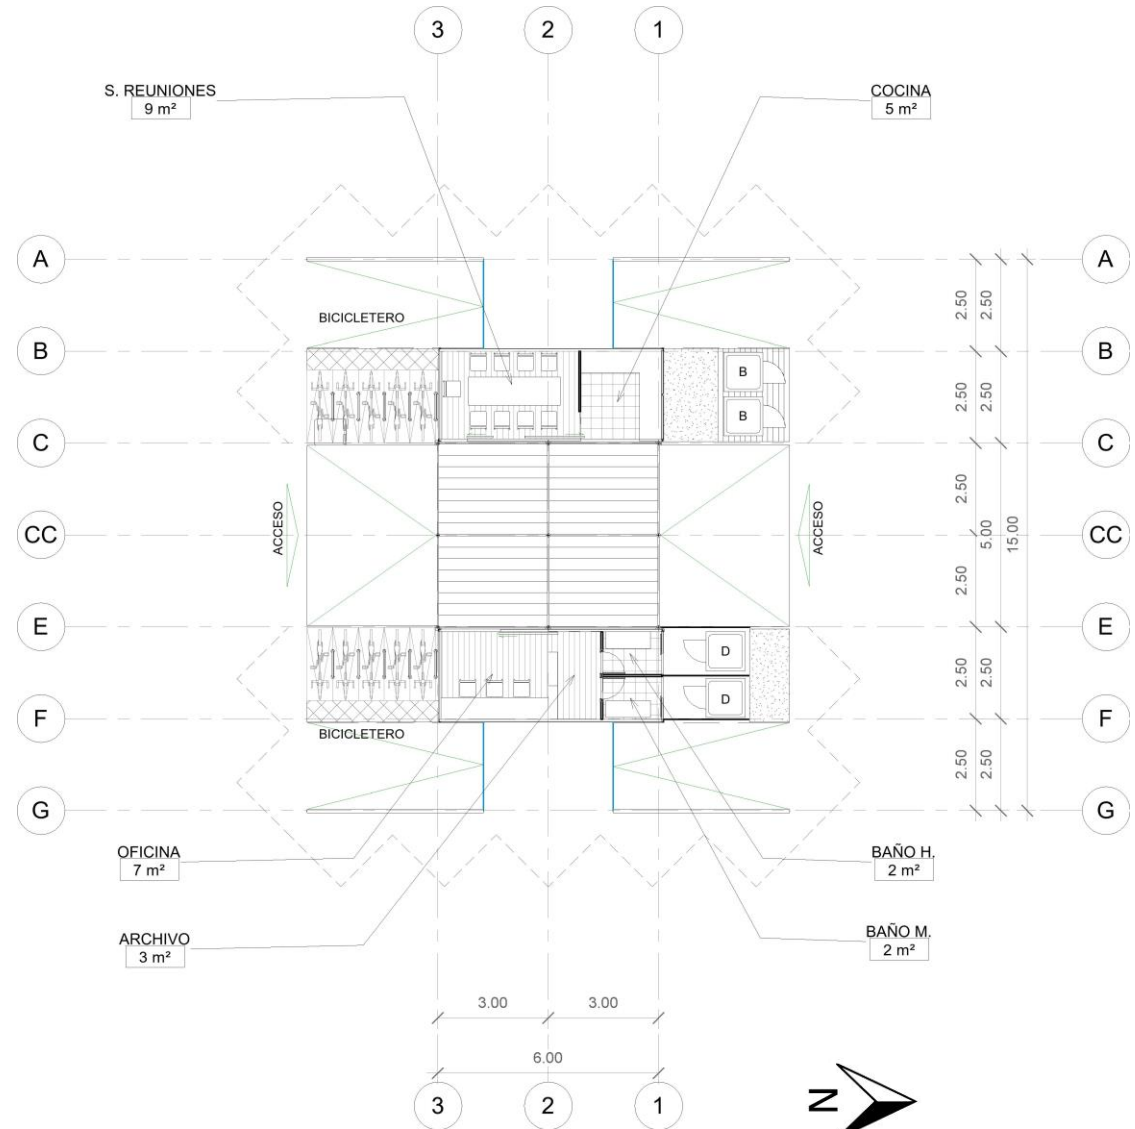 3
2
1
S. REUNIONES
9 m²
COCINA
5 m²
A
A
2.50
2.50
BICICLETERO
B
B
B
B
2.50
2.50
C
C
ACCESO
ACCESO
2.50
5.00
15.00
CC
CC
2.50
E
E
D
D
2.50
2.50
F
F
BICICLETERO
2.50
2.50
G
G
OFICINA
7 m²
BAÑO H.
2 m²
ARCHIVO
3 m²
BAÑO M.
2 m²
3.00
3.00
6.00
3
2
1
N